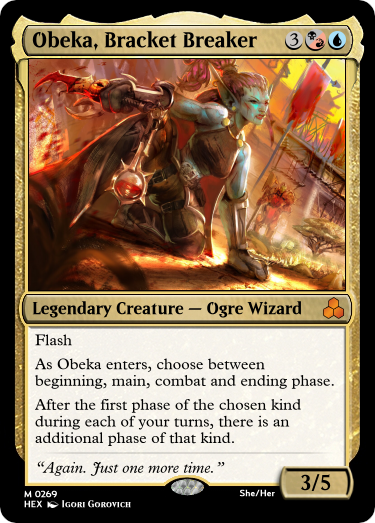 Obeka, Bracket Breaker 3
Legendary Creature — Ogre Wizard
Flash
As Obeka enters, choose between
beginning, main, combat and ending phase.
After the first phase of the chosen kind
during each of your turns, there is an
additional phase of that kind.
“Again. Just one more time.”
3/5
M 0269
She/Her
HEX Igori Gorovich